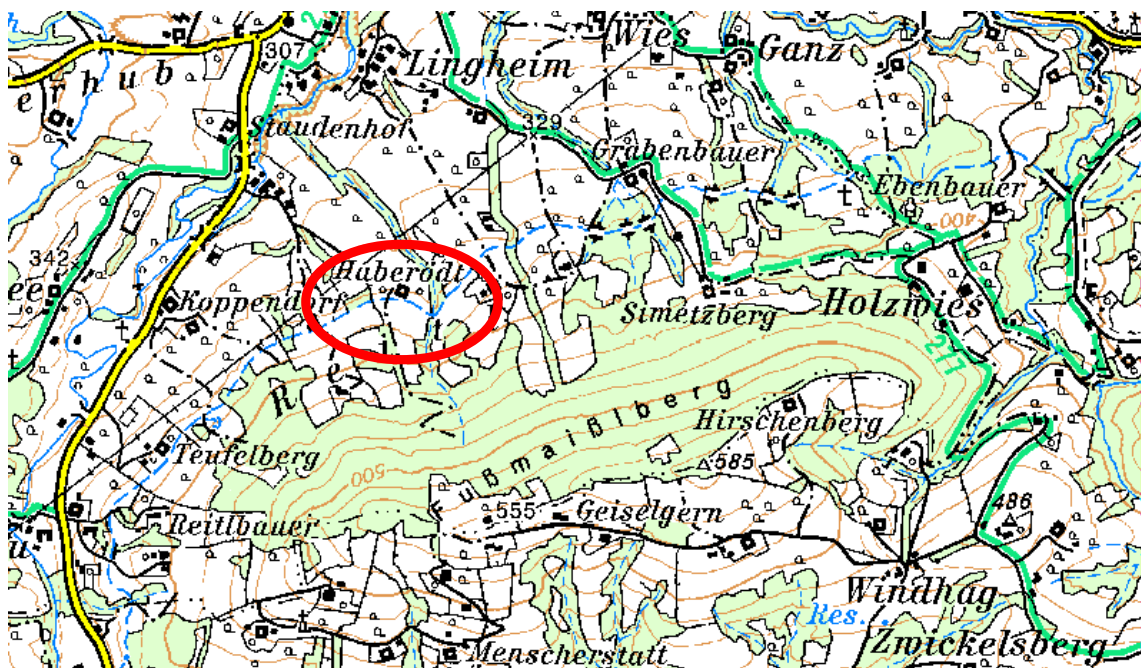 Wies
Ganz
307
Lingheim
Staudenhof
329
Grabenbauer
Ebenbauer
400
342
Haberödt
Koppendorf
Simetzberg
Holzwies
277
Hirschenberg
Fußmaißlberg
585
Teufelberg
500
Reitlbauer
555
Geiselgern
486
Windhag
Res.
Zwickelsberg
Menscherstatt